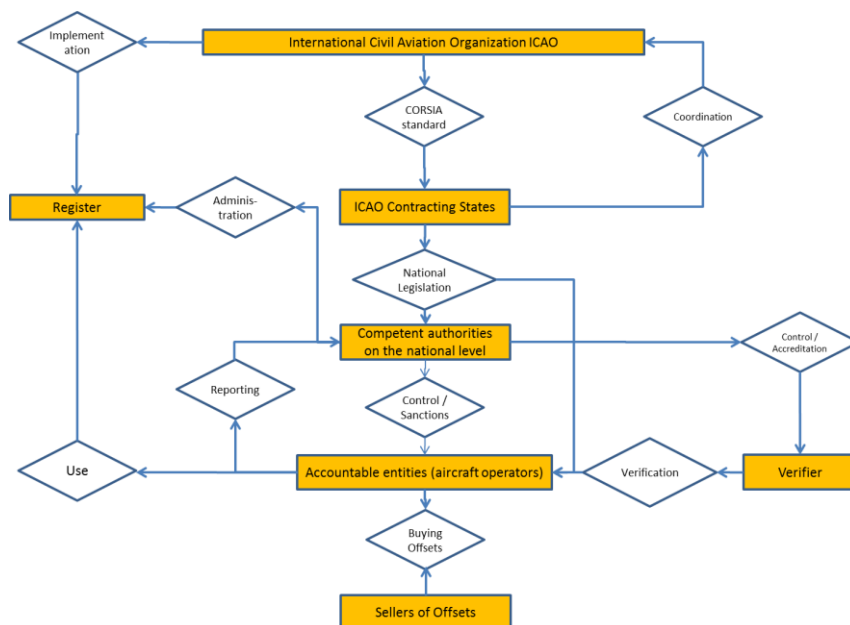 Implement
ation
International Civil Aviation Organization ICAO
CORSIA
standard
Coordination
Register
Adminis-
tration
ICAO Contracting States
National
Legislation
Competent authorities
on the national level
Control /
Accreditation
Reporting
Control /
Sanctions
Use
Accountable entities (aircraft operators)
Verification
Verifier
Buying
Offsets
Sellers of Offsets